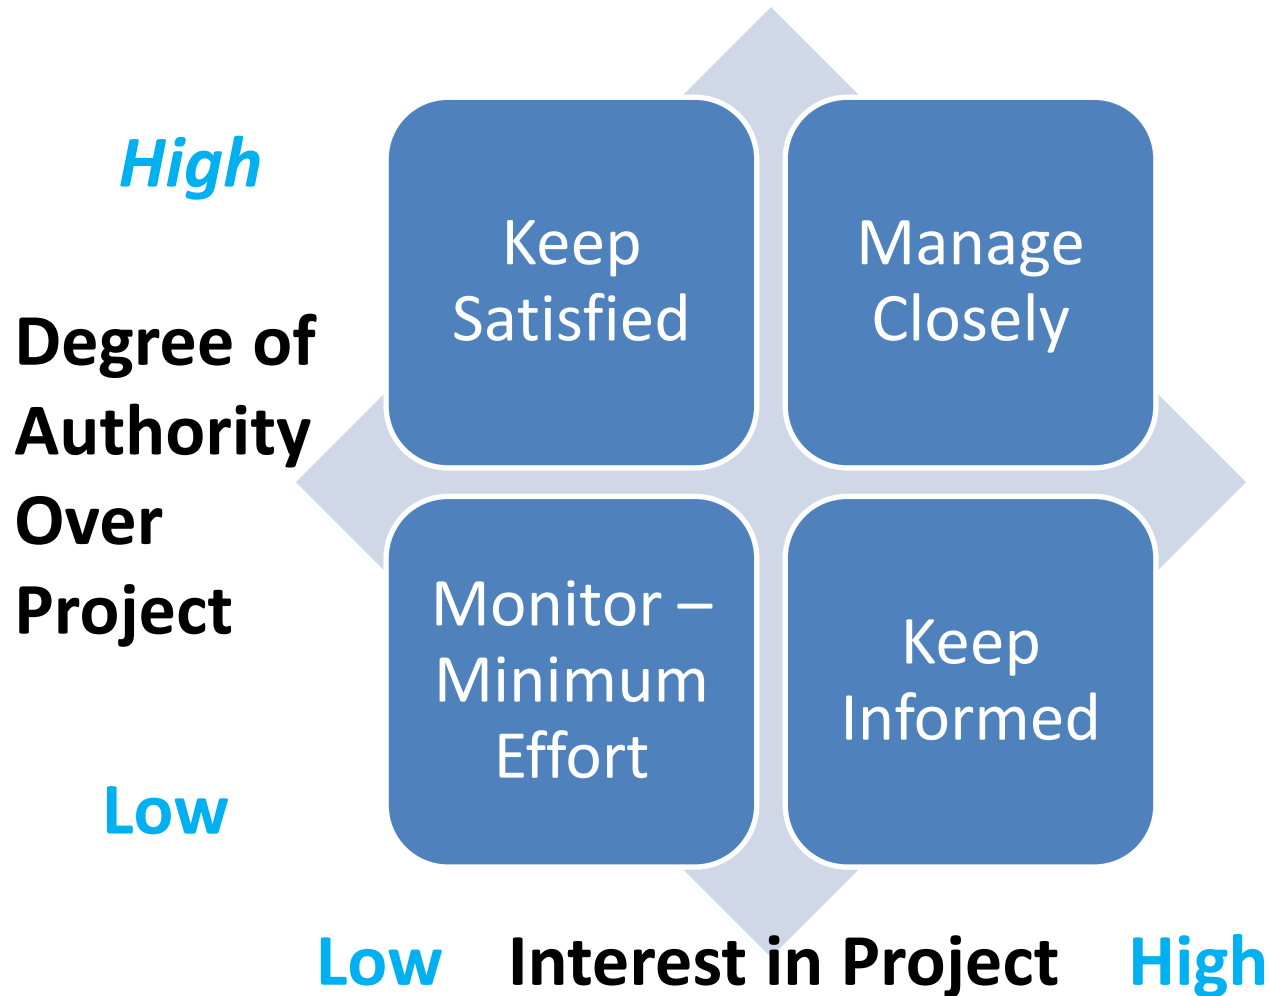 High
Keep
Satisfied
Manage
Closely
Degree of
Authority
Over
Project
Monitor –
Minimum
Effort
Keep
Informed
Low
Low Interest in Project High